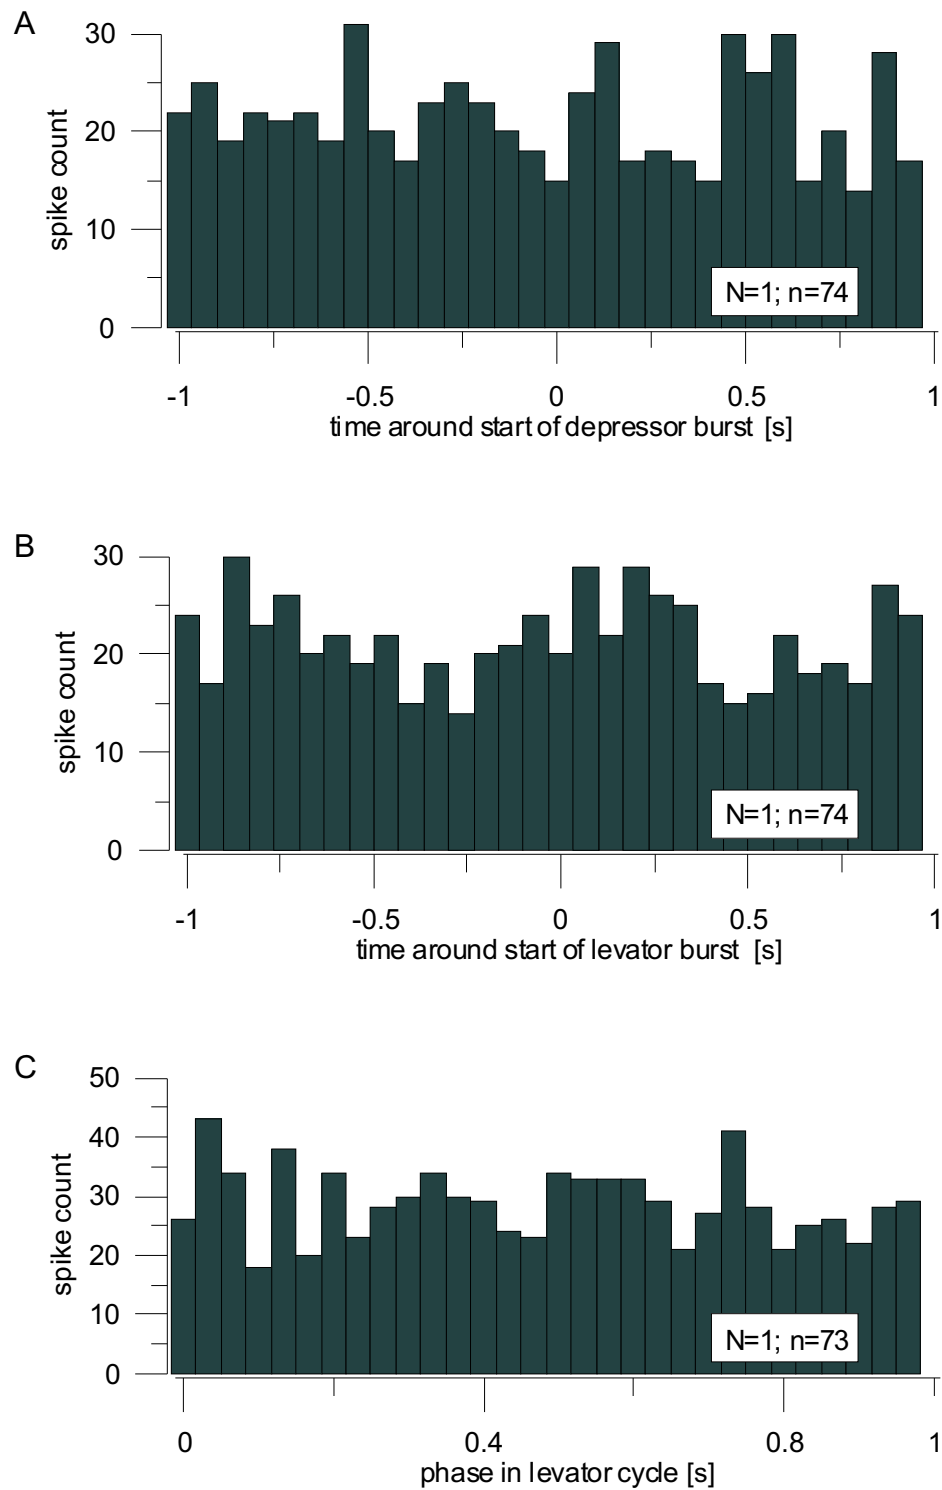 A
30
20
10
0
spike count
N=1; n=74
-1 -0.5 0 0.5 1
time around start of depressor burst [s]
B
30
20
10
0
spike count
N=1; n=74
-1 -0.5 0 0.5 1
time around start of levator burst [s]
C
50
40
30
20
10
0
spike count
N=1; n=73
0 0.4 0.8 1
phase in levator cycle [s]